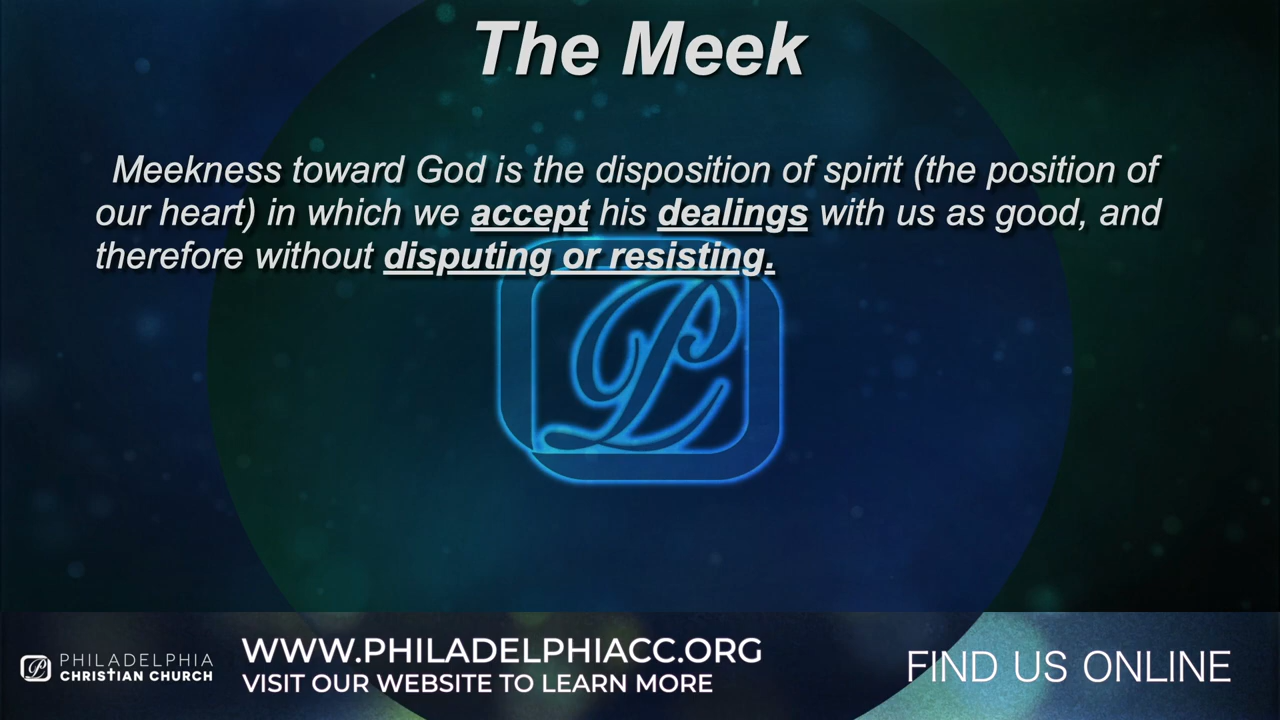 The Meek
Meekness toward God is the disposition of spirit (the position of
our heart) in which we accept his dealings with us as good, and
therefore without disputing or resisting.
PHILADELPHIA
CHRISTIAN CHURCH
WWW.PHILADELPHIACC.ORG
VISIT OUR WEBSITE TO LEARN MORE
FIND US ONLINE